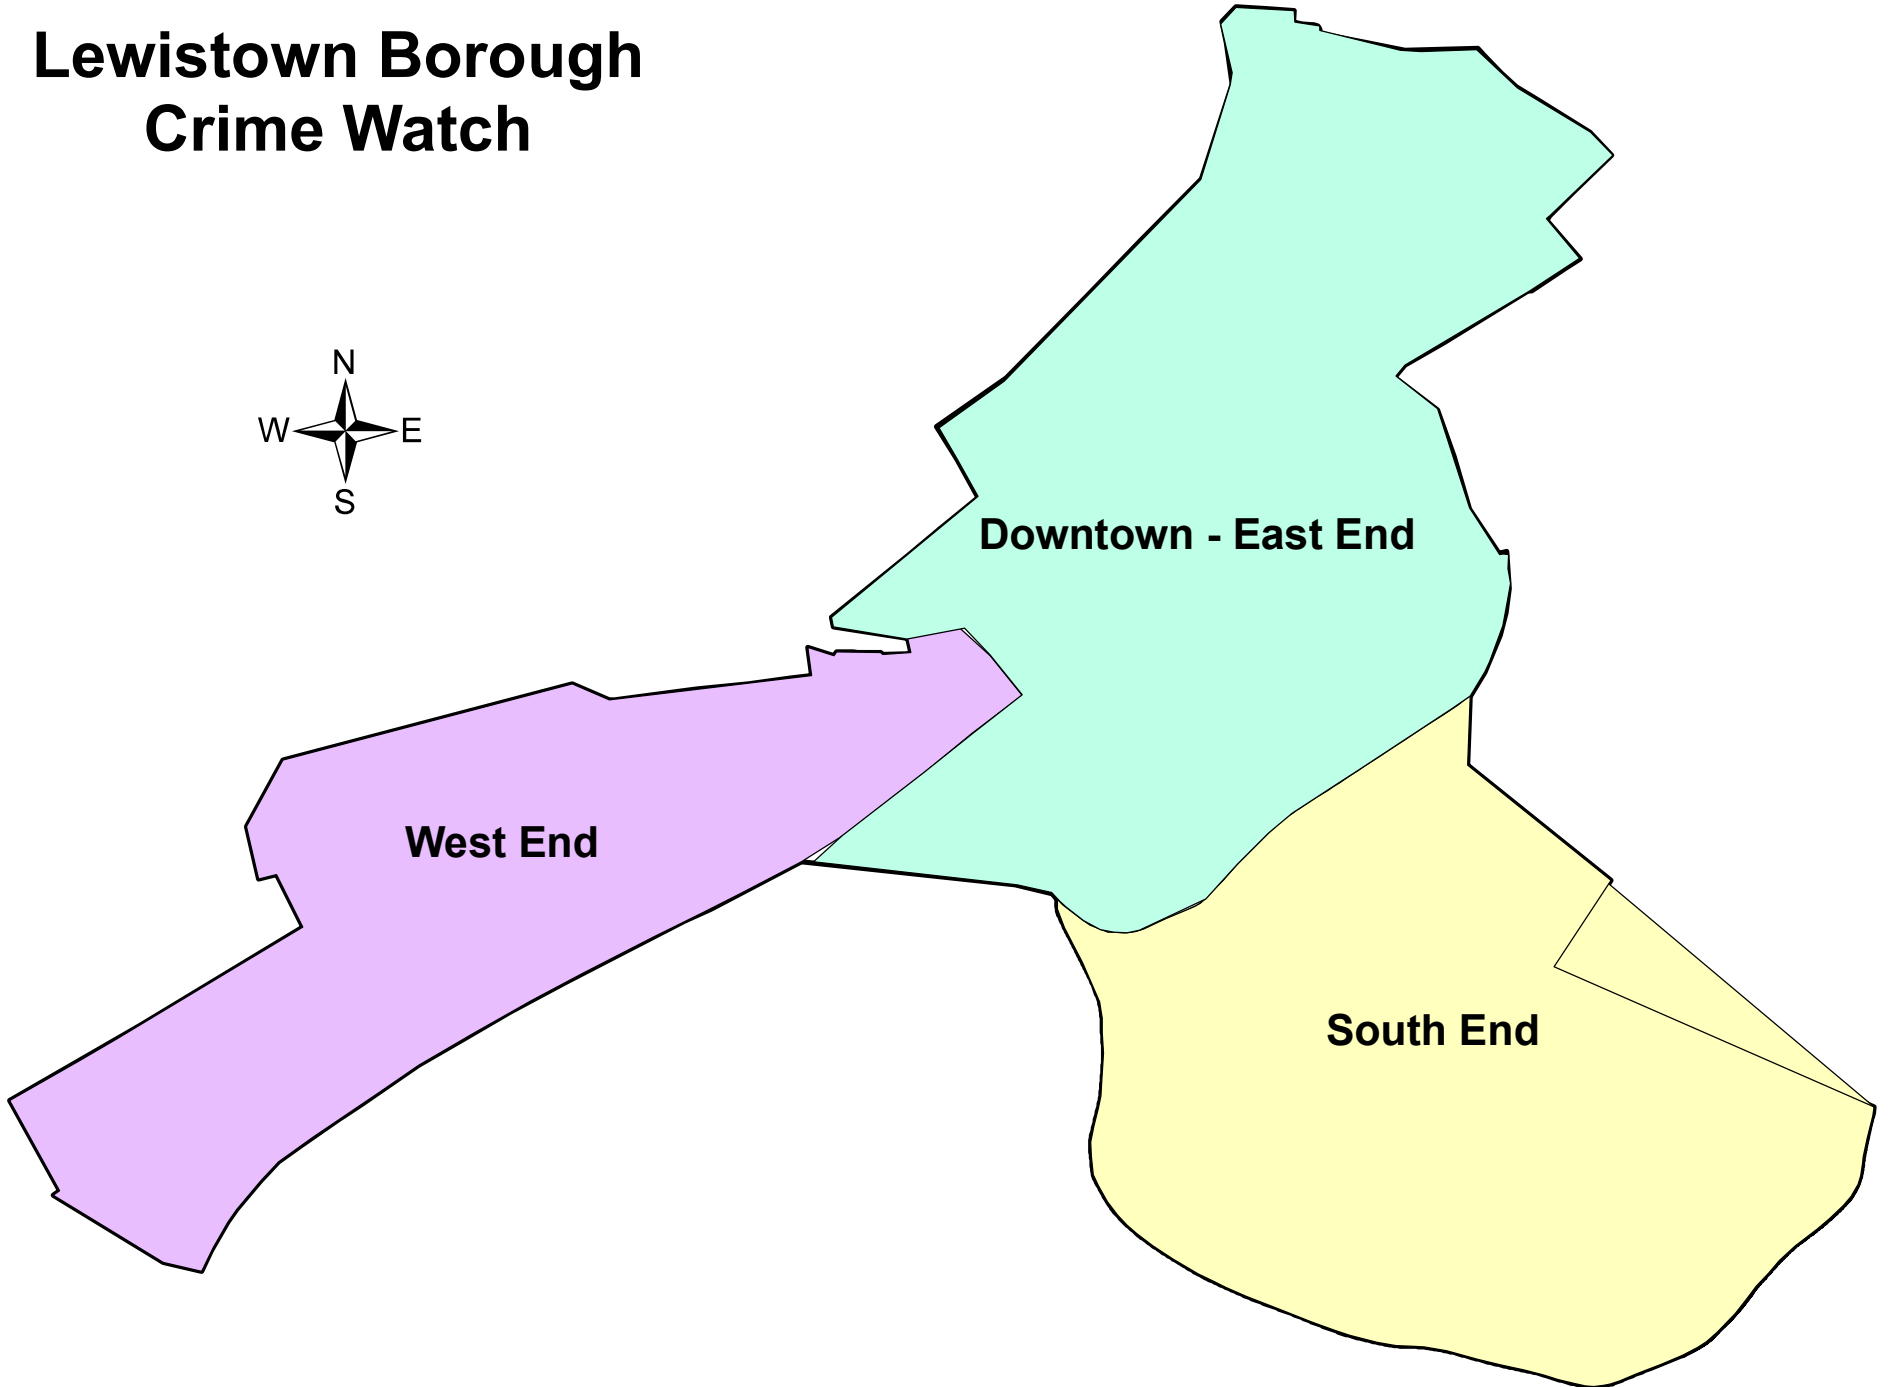 Lewistown Borough
Crime Watch
N
W E
S
Downtown - East End
West End
South End